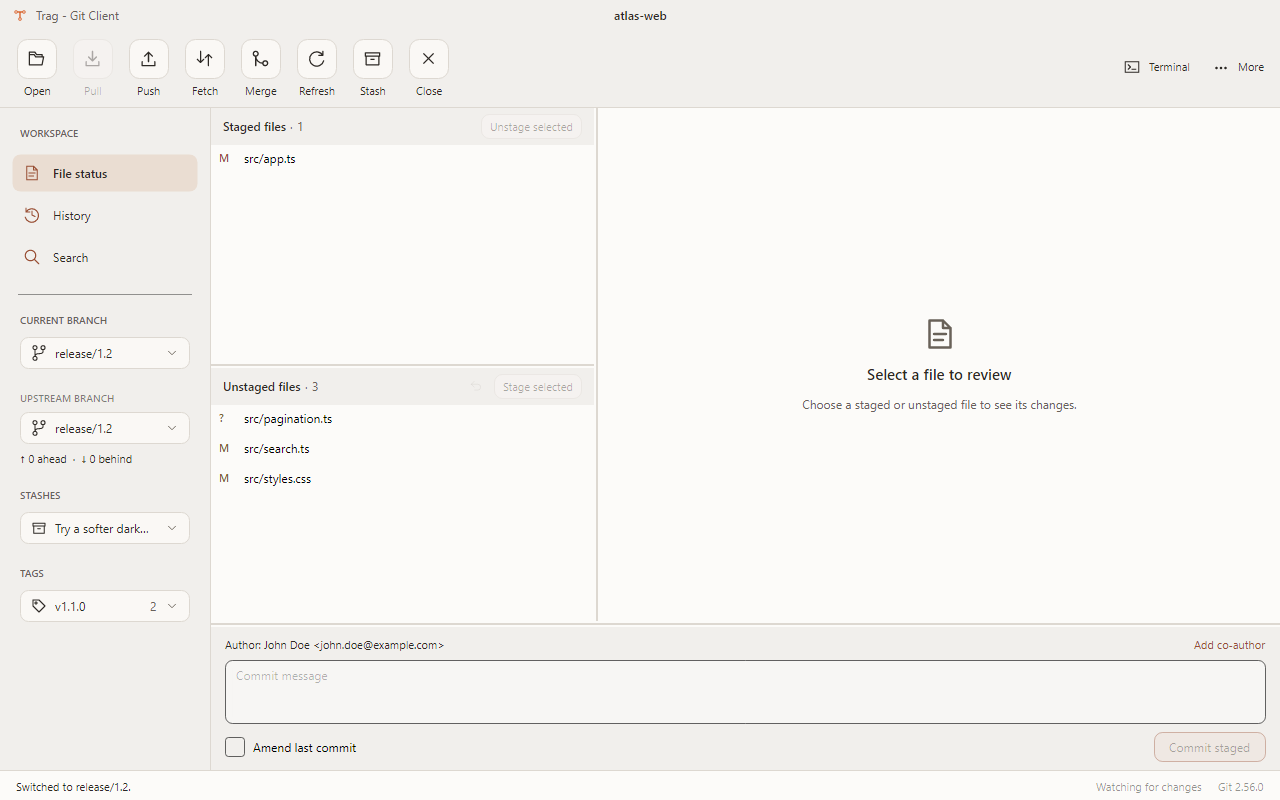 Trag - Git Client
atlas-web
Open
Pull
Push
Fetch
Merge
Refresh
Stash
Close
Terminal
More
WORKSPACE
File status
History
Search
CURRENT BRANCH
release/1.2
UPSTREAM BRANCH
release/1.2
↑ 0 ahead · ↓ 0 behind
STASHES
Try a softer dark...
TAGS
v1.1.0 2
Staged files · 1
Unstage selected
M src/app.ts
Unstaged files · 3
Stage selected
? src/pagination.ts
M src/search.ts
M src/styles.css
Select a file to review
Choose a staged or unstaged file to see its changes.
Author: John Doe <john.doe@example.com>
Add co-author
Commit message
Amend last commit
Commit staged
Switched to release/1.2.
Watching for changes
Git 2.56.0